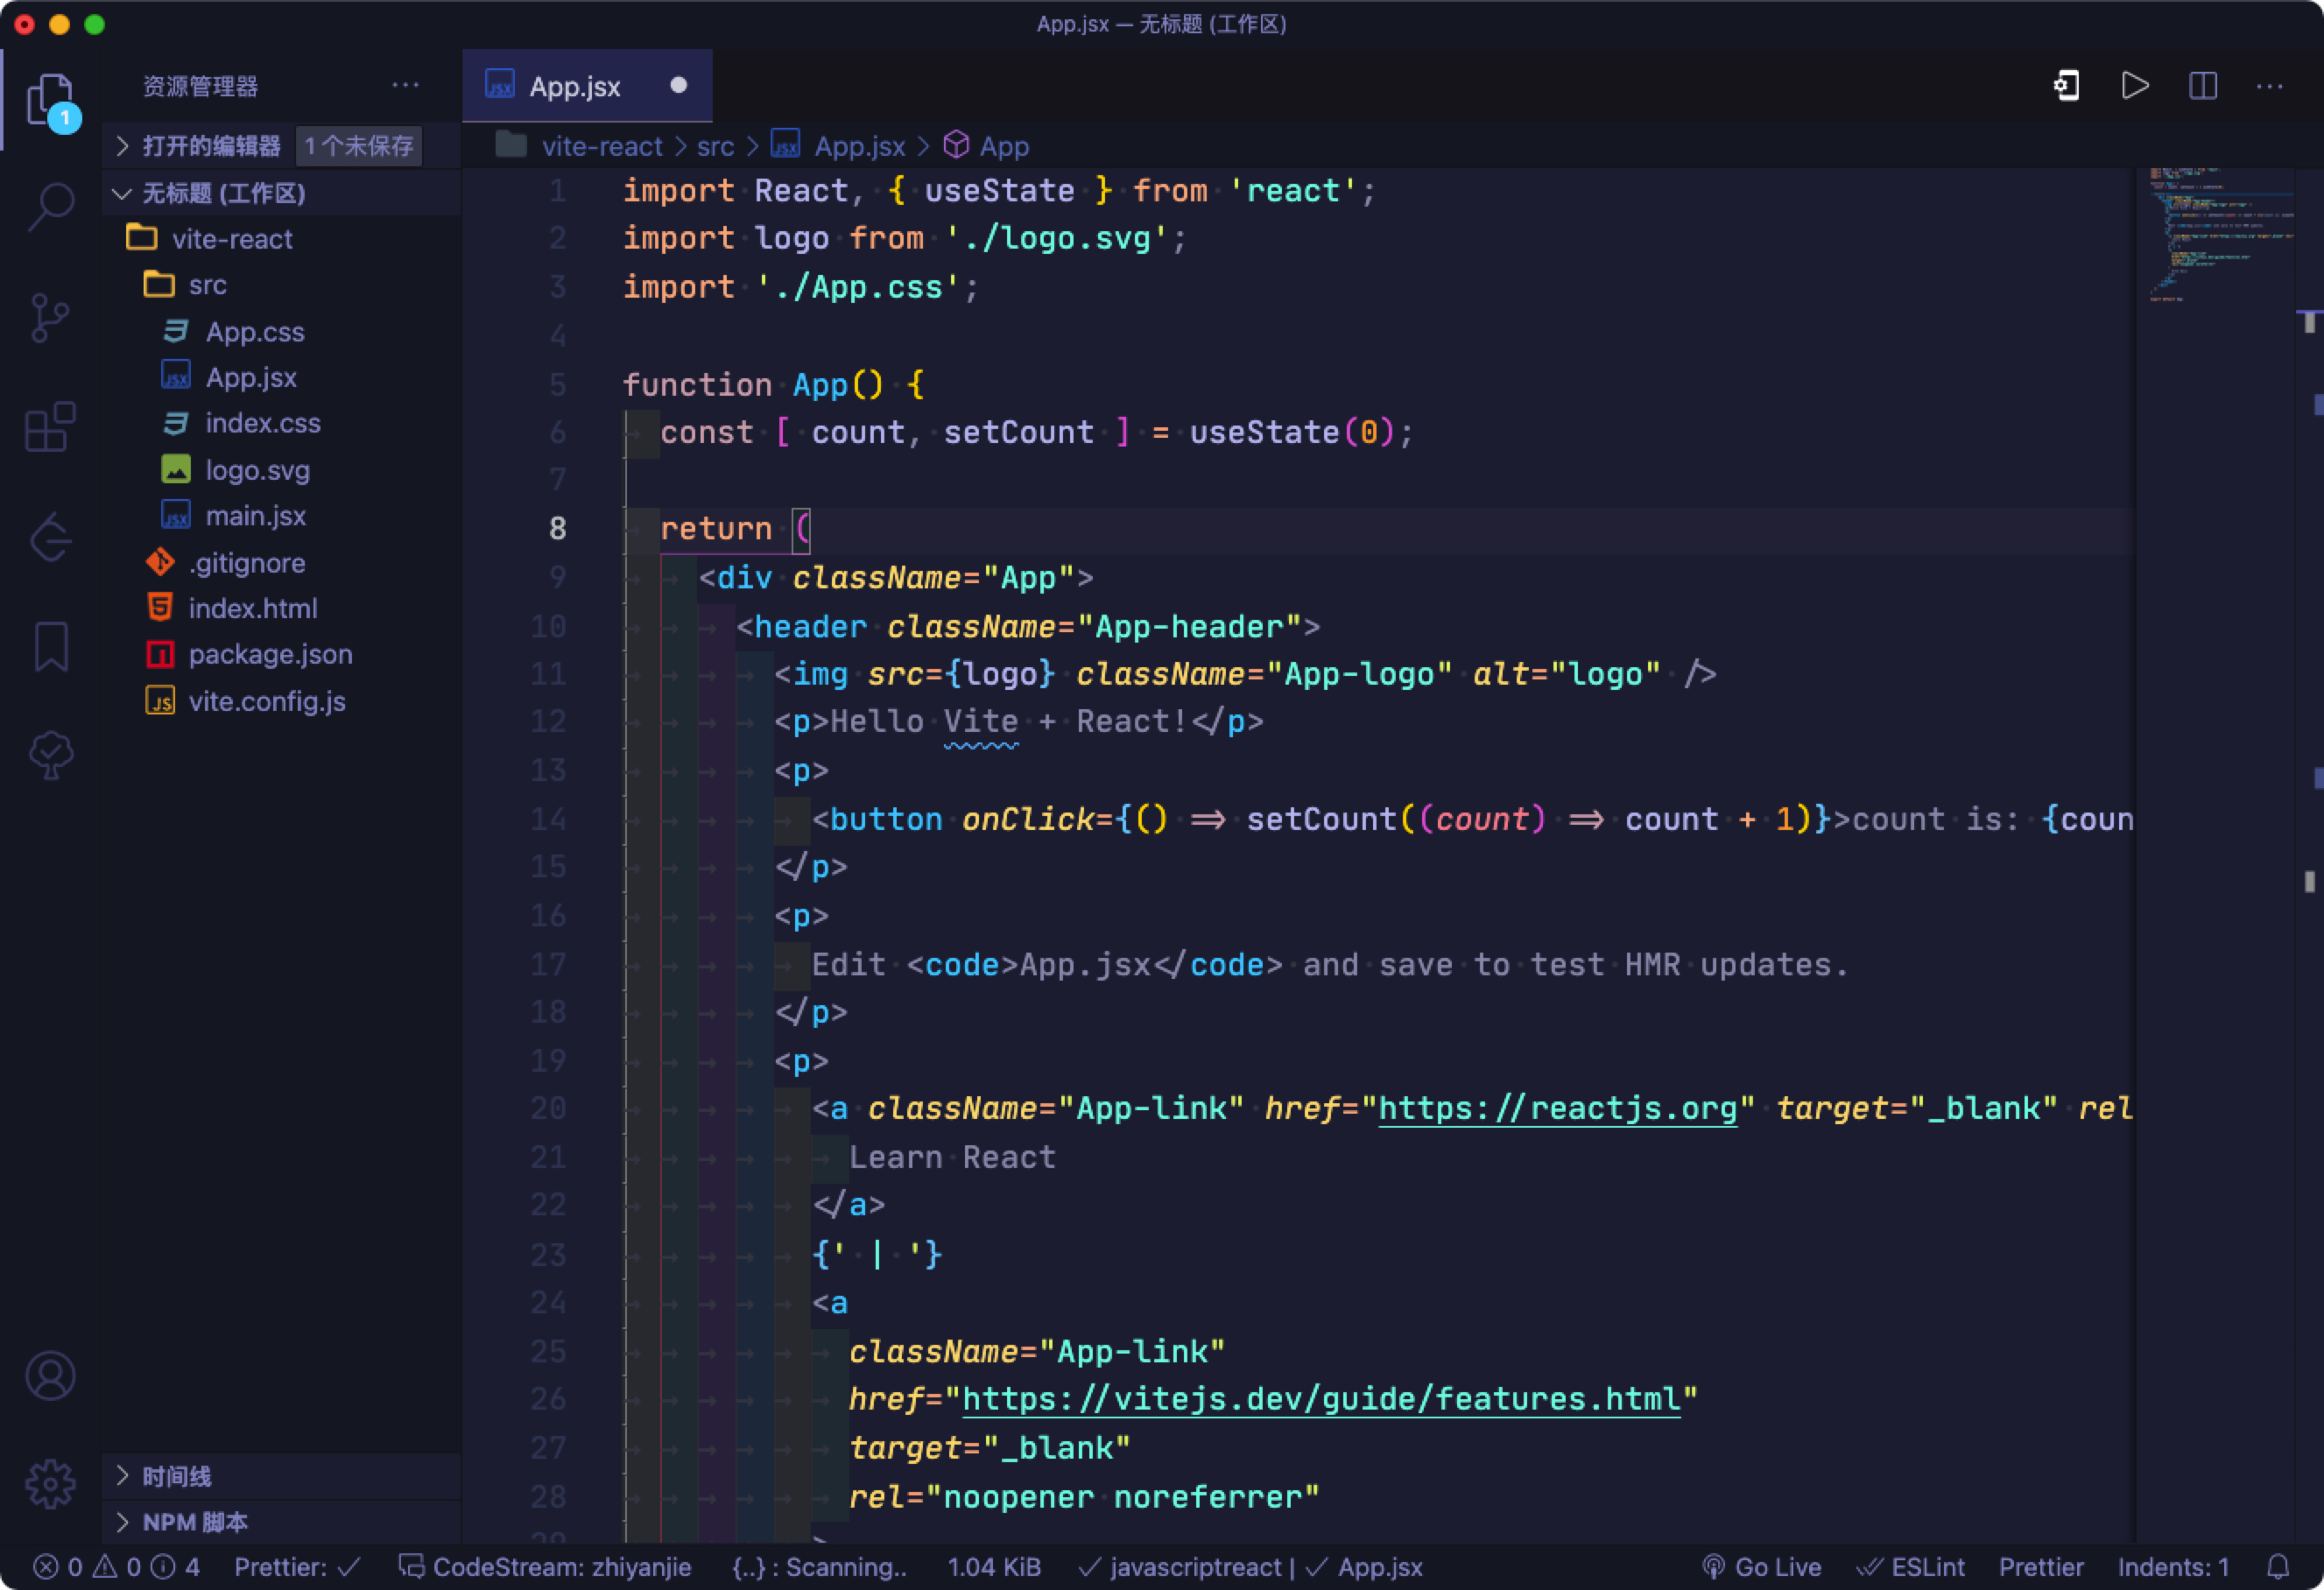 App.jsx — 无标题 (工作区)
资源管理器
App.jsx
1
打开的编辑器 1 个未保存
vite-react > src > App.jsx > App
无标题 (工作区)
vite-react
src
App.css
App.jsx
index.css
logo.svg
main.jsx
.gitignore
index.html
package.json
vite.config.js
时间线
NPM 脚本
1 import React, { useState } from 'react';
2 import logo from './logo.svg';
3 import './App.css';
4
5 function App() {
6 const [ count, setCount ] = useState(0);
7
8 return (
9 <div className="App">
10 <header className="App-header">
11 <img src={logo} className="App-logo" alt="logo" />
12 <p>Hello Vite + React!</p>
13 <p>
14 <button onClick={() => setCount((count) => count + 1)}>count is: {coun
15 </p>
16 <p>
17 Edit <code>App.jsx</code> and save to test HMR updates.
18 </p>
19 <p>
20 <a className="App-link" href="https://reactjs.org" target="_blank" rel
21 Learn React
22 </a>
23 {' | '}
24 <a
25 className="App-link"
26 href="https://vitejs.dev/guide/features.html"
27 target="_blank"
28 rel="noopener noreferrer"
29 >
0 0 4 Prettier: ✓ CodeStream: zhiyanjie {..} : Scanning.. 1.04 KiB ✓ javascriptreact | ✓ App.jsx Go Live ESLint Prettier Indents: 1